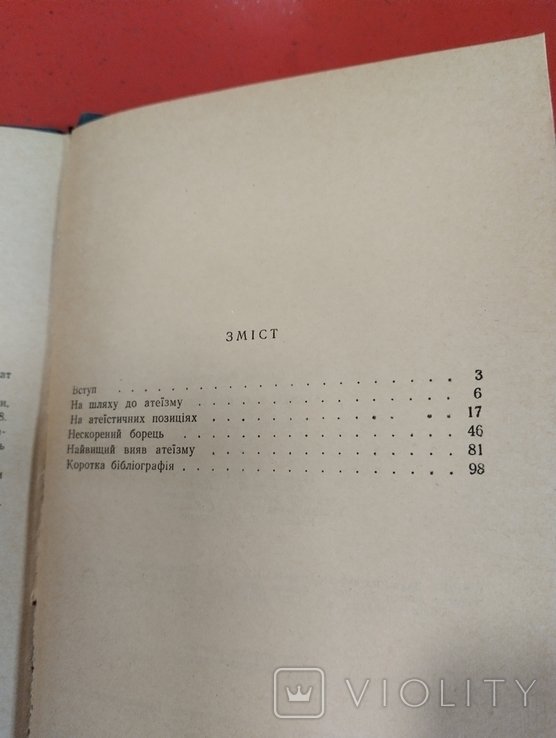 ЗМІСТ
Вступ . . . . . . . . . . . . . . . . . . . 3
На шляху до атеїзму . . . . . . . . . . . . 6
На атеїстичних позиціях . . . . . . . . . . 17
Нескорений борець . . . . . . . . . . . . . 46
Найвищий вияв атеїзму . . . . . . . . . . . 81
Коротка бібліографія . . . . . . . . . . . . 98
VIOLITY